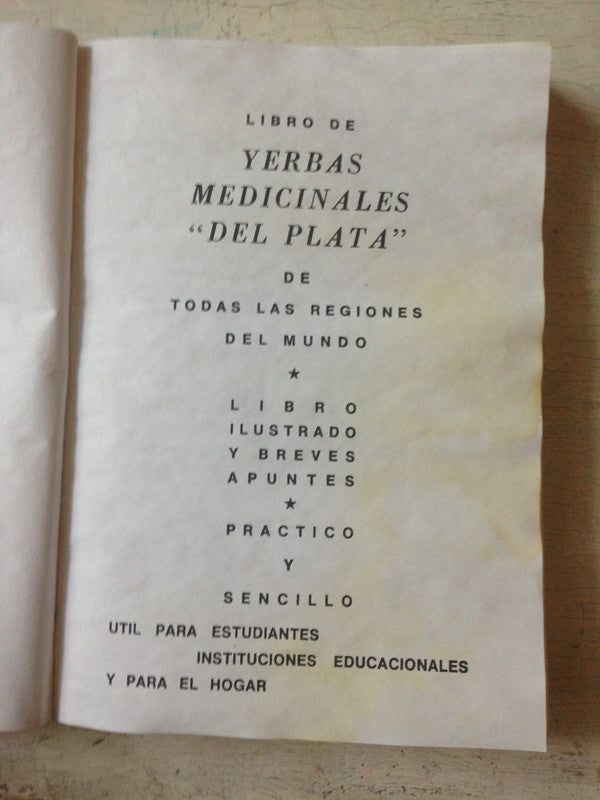 LIBRO DE
YERBAS
MEDICINALES
“DEL PLATA”
DE
TODAS LAS REGIONES
DEL MUNDO
★
LIBRO
ILUSTRADO
Y BREVES
APUNTES
★
PRACTICO
Y
SENCILLO
UTIL PARA ESTUDIANTES
INSTITUCIONES EDUCACIONALES
Y PARA EL HOGAR